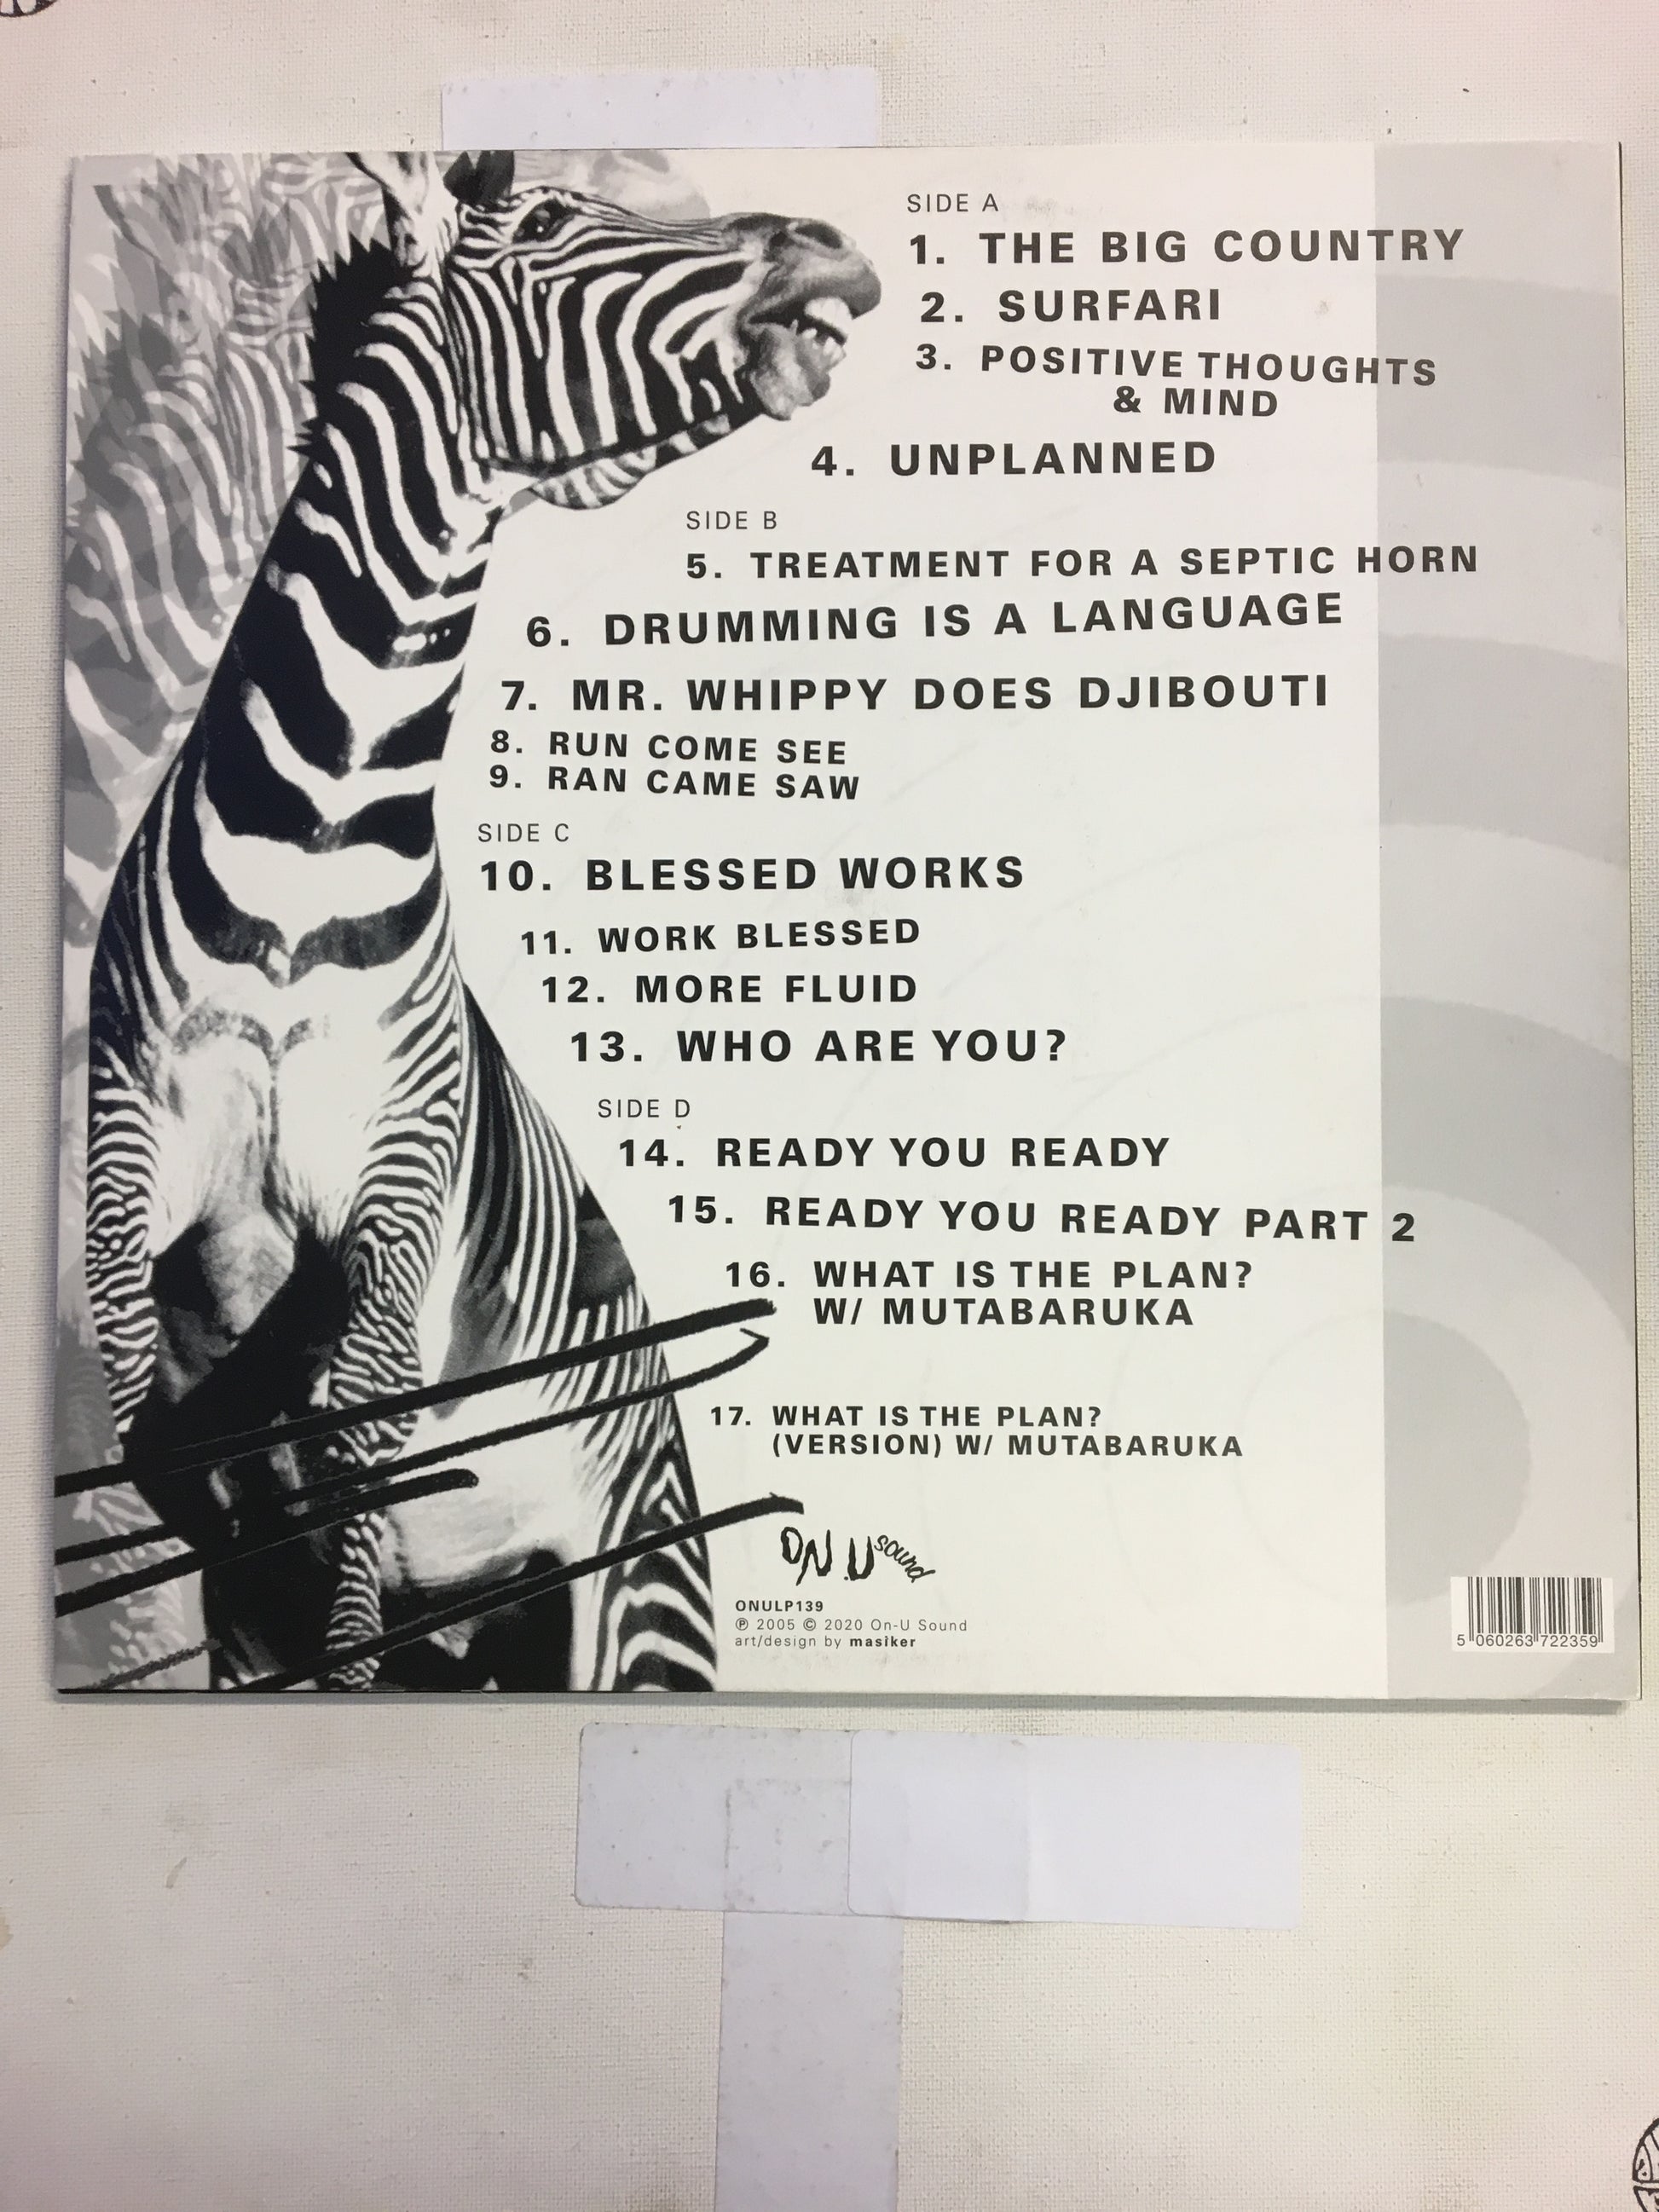 SIDE A
1. THE BIG COUNTRY
2. SURFARI
3. POSITIVE THOUGHTS
& MIND
4. UNPLANNED
SIDE B
5. TREATMENT FOR A SEPTIC HORN
6. DRUMMING IS A LANGUAGE
7. MR. WHIPPY DOES DJIBOUTI
8. RUN COME SEE
9. RAN CAME SAW
SIDE C
10. BLESSED WORKS
11. WORK BLESSED
12. MORE FLUID
13. WHO ARE YOU?
SIDE D
14. READY YOU READY
15. READY YOU READY PART 2
16. WHAT IS THE PLAN?
W/ MUTABARUKA
17. WHAT IS THE PLAN?
(VERSION) W/ MUTABARUKA
ON.U sound
ONULP139
℗ 2005 © 2020 On-U Sound
art/design by masiker
5 060263 722359